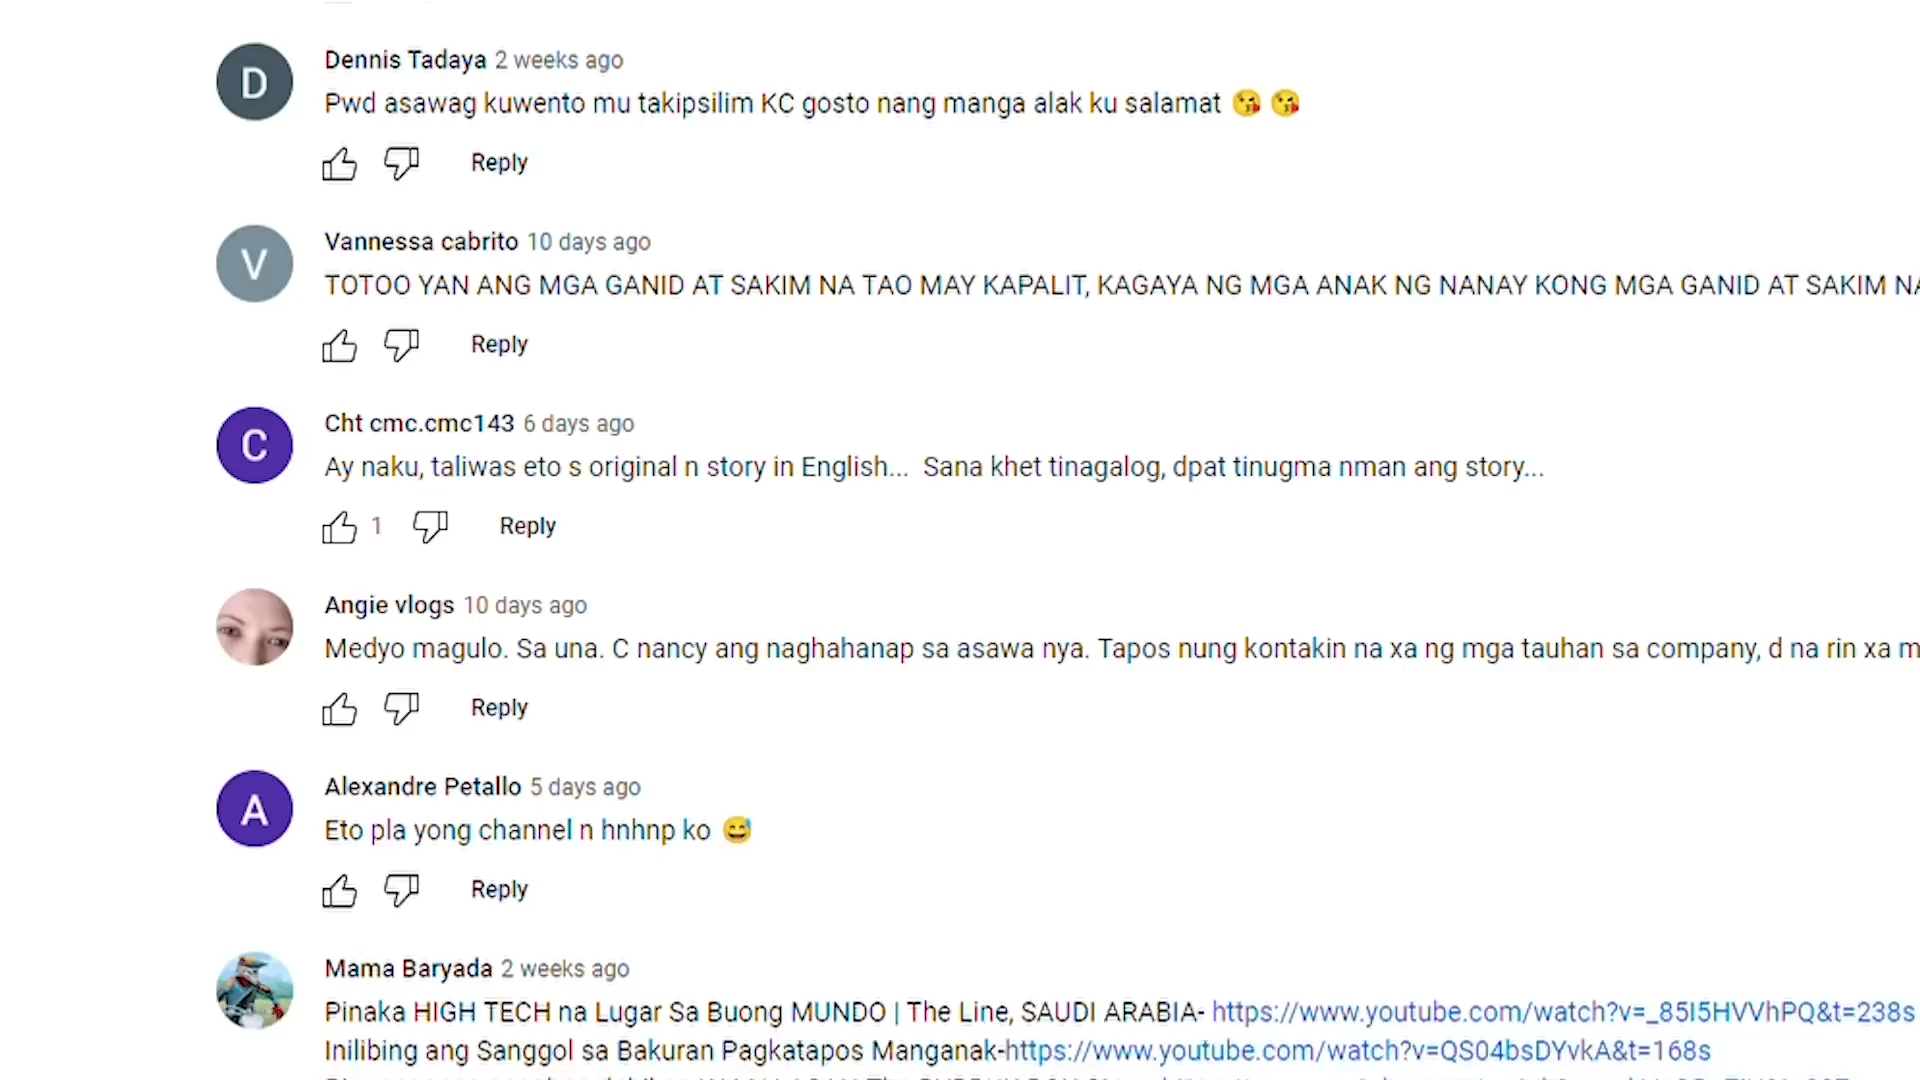 D
Dennis Tadaya 2 weeks ago
Pwd asawag kuwento mu takipsilim KC gosto nang manga alak ku salamat 😘 😘
Reply
V
Vannessa cabrito 10 days ago
TOTOO YAN ANG MGA GANID AT SAKIM NA TAO MAY KAPALIT, KAGAYA NG MGA ANAK NG NANAY KONG MGA GANID AT SAKIM NA
Reply
C
Cht cmc.cmc143 6 days ago
Ay naku, taliwas eto s original n story in English... Sana khet tinagalog, dpat tinugma nman ang story...
1 Reply
Angie vlogs 10 days ago
Medyo magulo. Sa una. C nancy ang naghahanap sa asawa nya. Tapos nung kontakin na xa ng mga tauhan sa company, d na rin xa m
Reply
A
Alexandre Petallo 5 days ago
Eto pla yong channel n hnhnp ko 😅
Reply
Mama Baryada 2 weeks ago
Pinaka HIGH TECH na Lugar Sa Buong MUNDO | The Line, SAUDI ARABIA- https://www.youtube.com/watch?v=_85I5HVVhPQ&t=238s
Inilibing ang Sanggol sa Bakuran Pagkatapos Manganak-https://www.youtube.com/watch?v=QS04bsDYvkA&t=168s